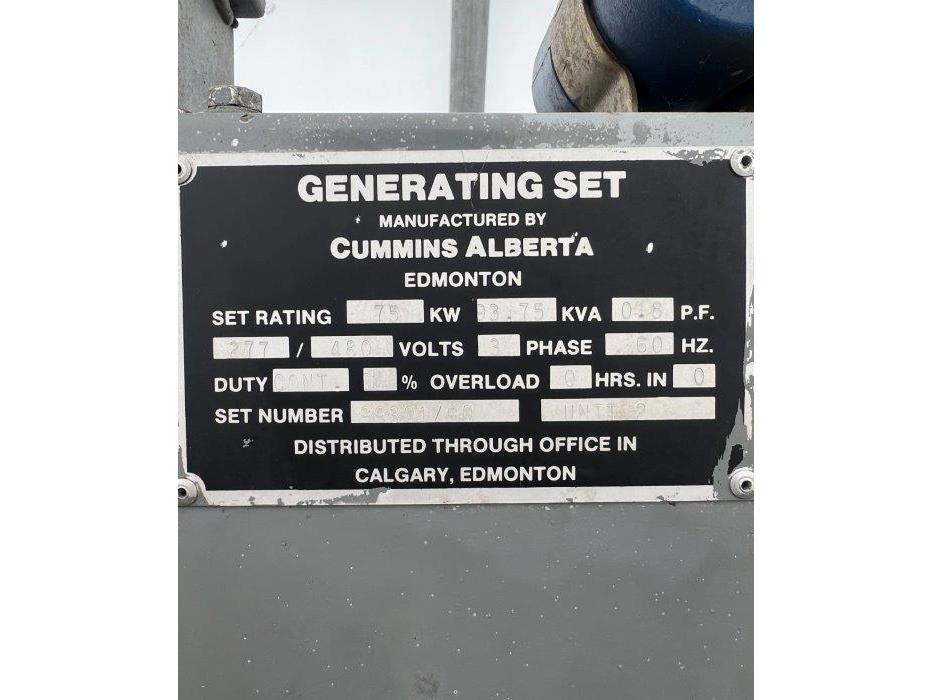 GENERATING SET
MANUFACTURED BY
CUMMINS ALBERTA
EDMONTON
SET RATING 75 KW 93.75 KVA 0.8 P.F.
277 / 480 VOLTS 3 PHASE 60 HZ.
DUTY CONT. % OVERLOAD 0 HRS. IN 0
SET NUMBER UNIT 2
DISTRIBUTED THROUGH OFFICE IN
CALGARY, EDMONTON